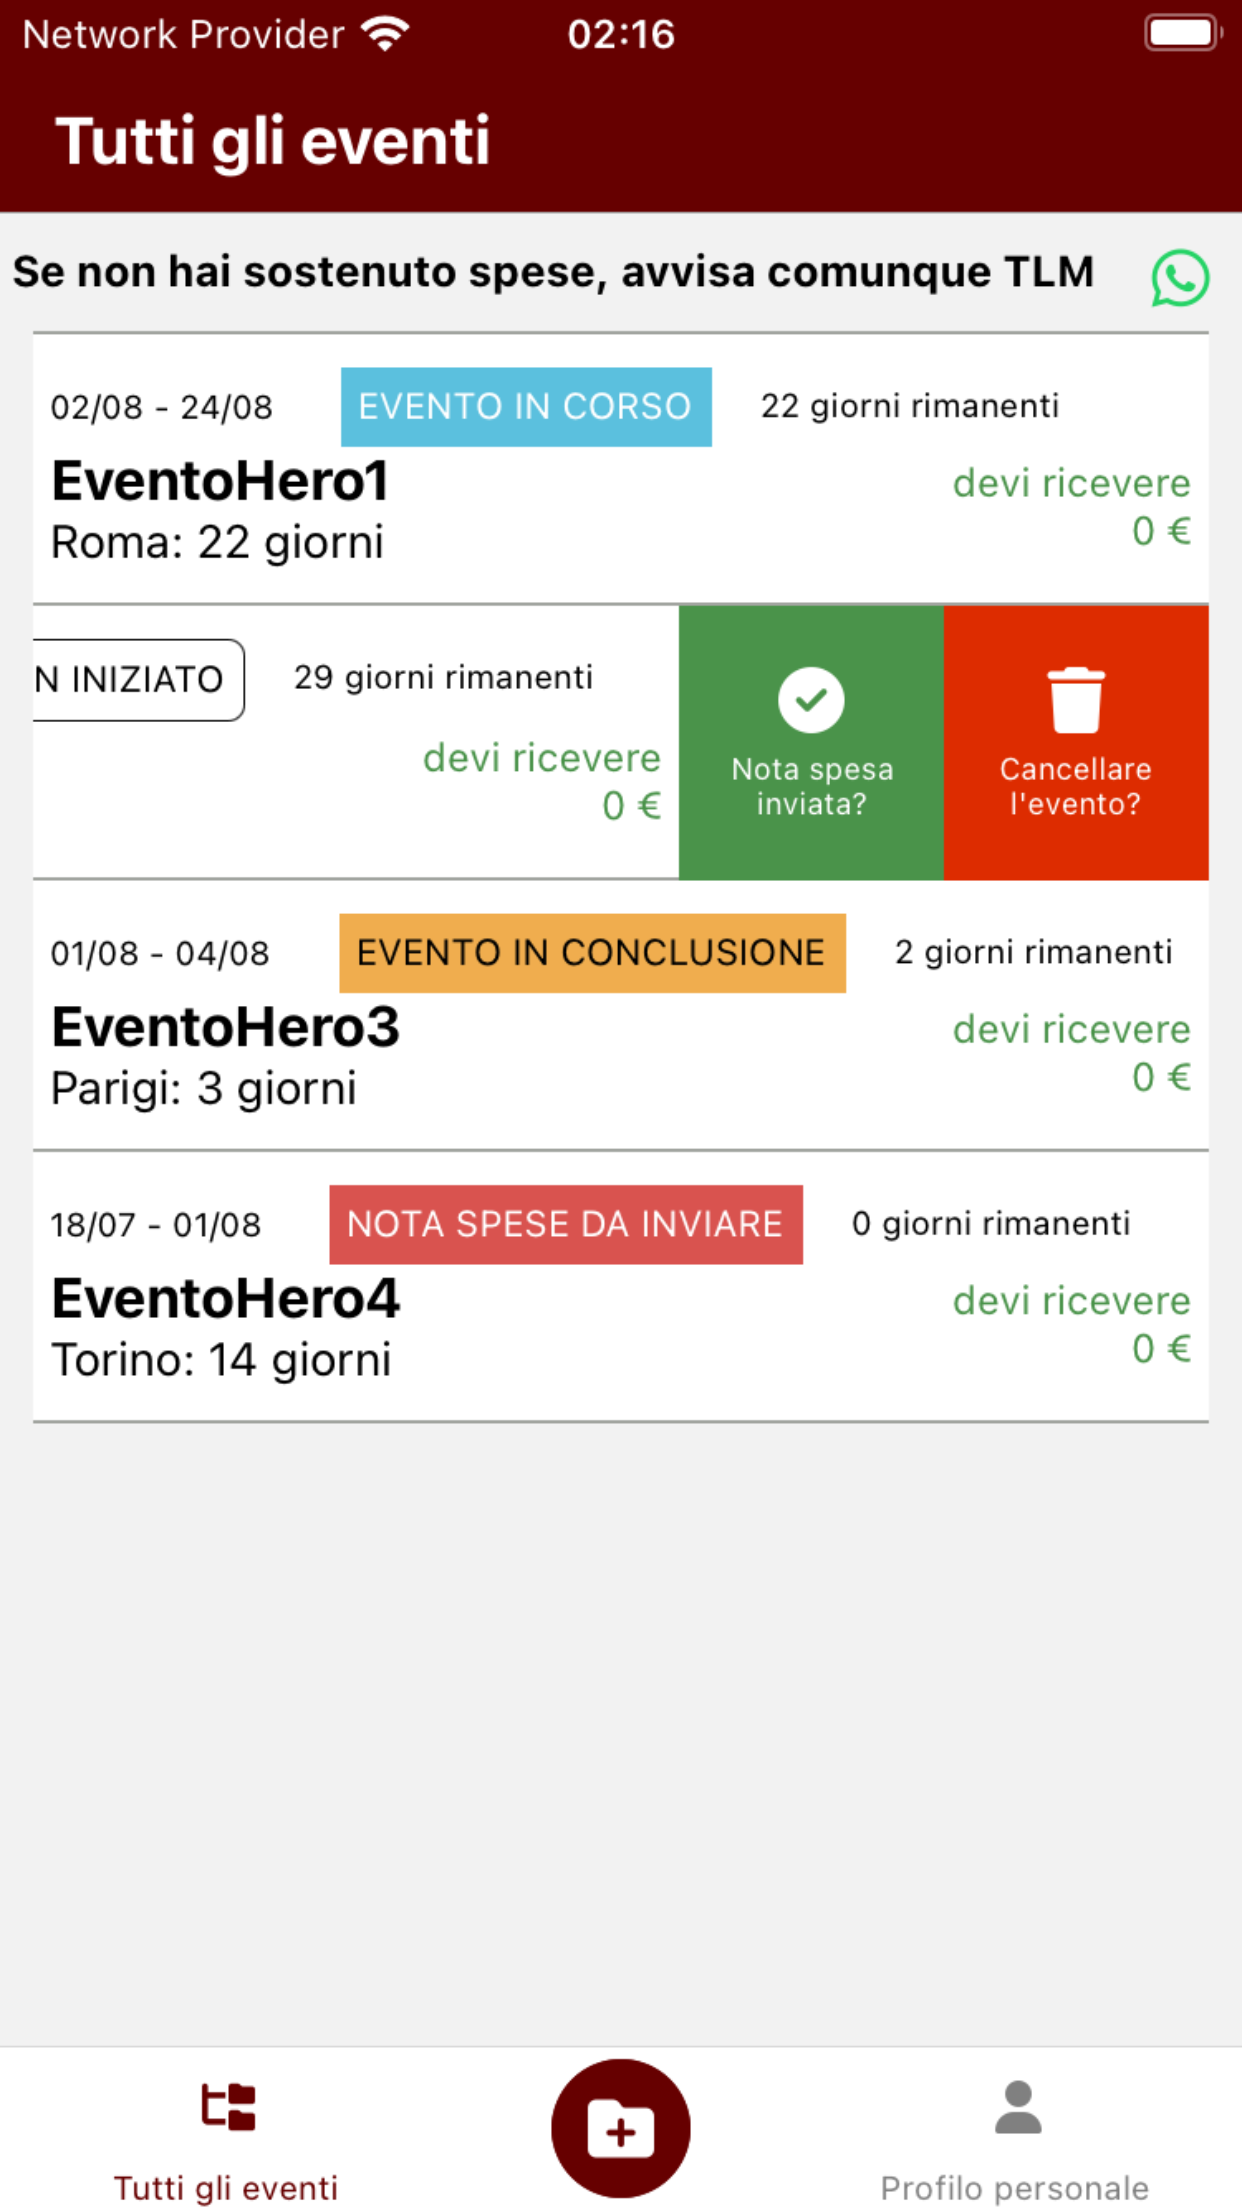 Network Provider 02:16
Tutti gli eventi
Se non hai sostenuto spese, avvisa comunque TLM
02/08 - 24/08 EVENTO IN CORSO 22 giorni rimanenti
EventoHero1
devi ricevere
Roma: 22 giorni
0 €
N INIZIATO 29 giorni rimanenti
devi ricevere
0 €
Nota spesa
inviata?
Cancellare
l'evento?
01/08 - 04/08 EVENTO IN CONCLUSIONE 2 giorni rimanenti
EventoHero3
devi ricevere
Parigi: 3 giorni
0 €
18/07 - 01/08 NOTA SPESE DA INVIARE 0 giorni rimanenti
EventoHero4
devi ricevere
Torino: 14 giorni
0 €
Tutti gli eventi
Profilo personale